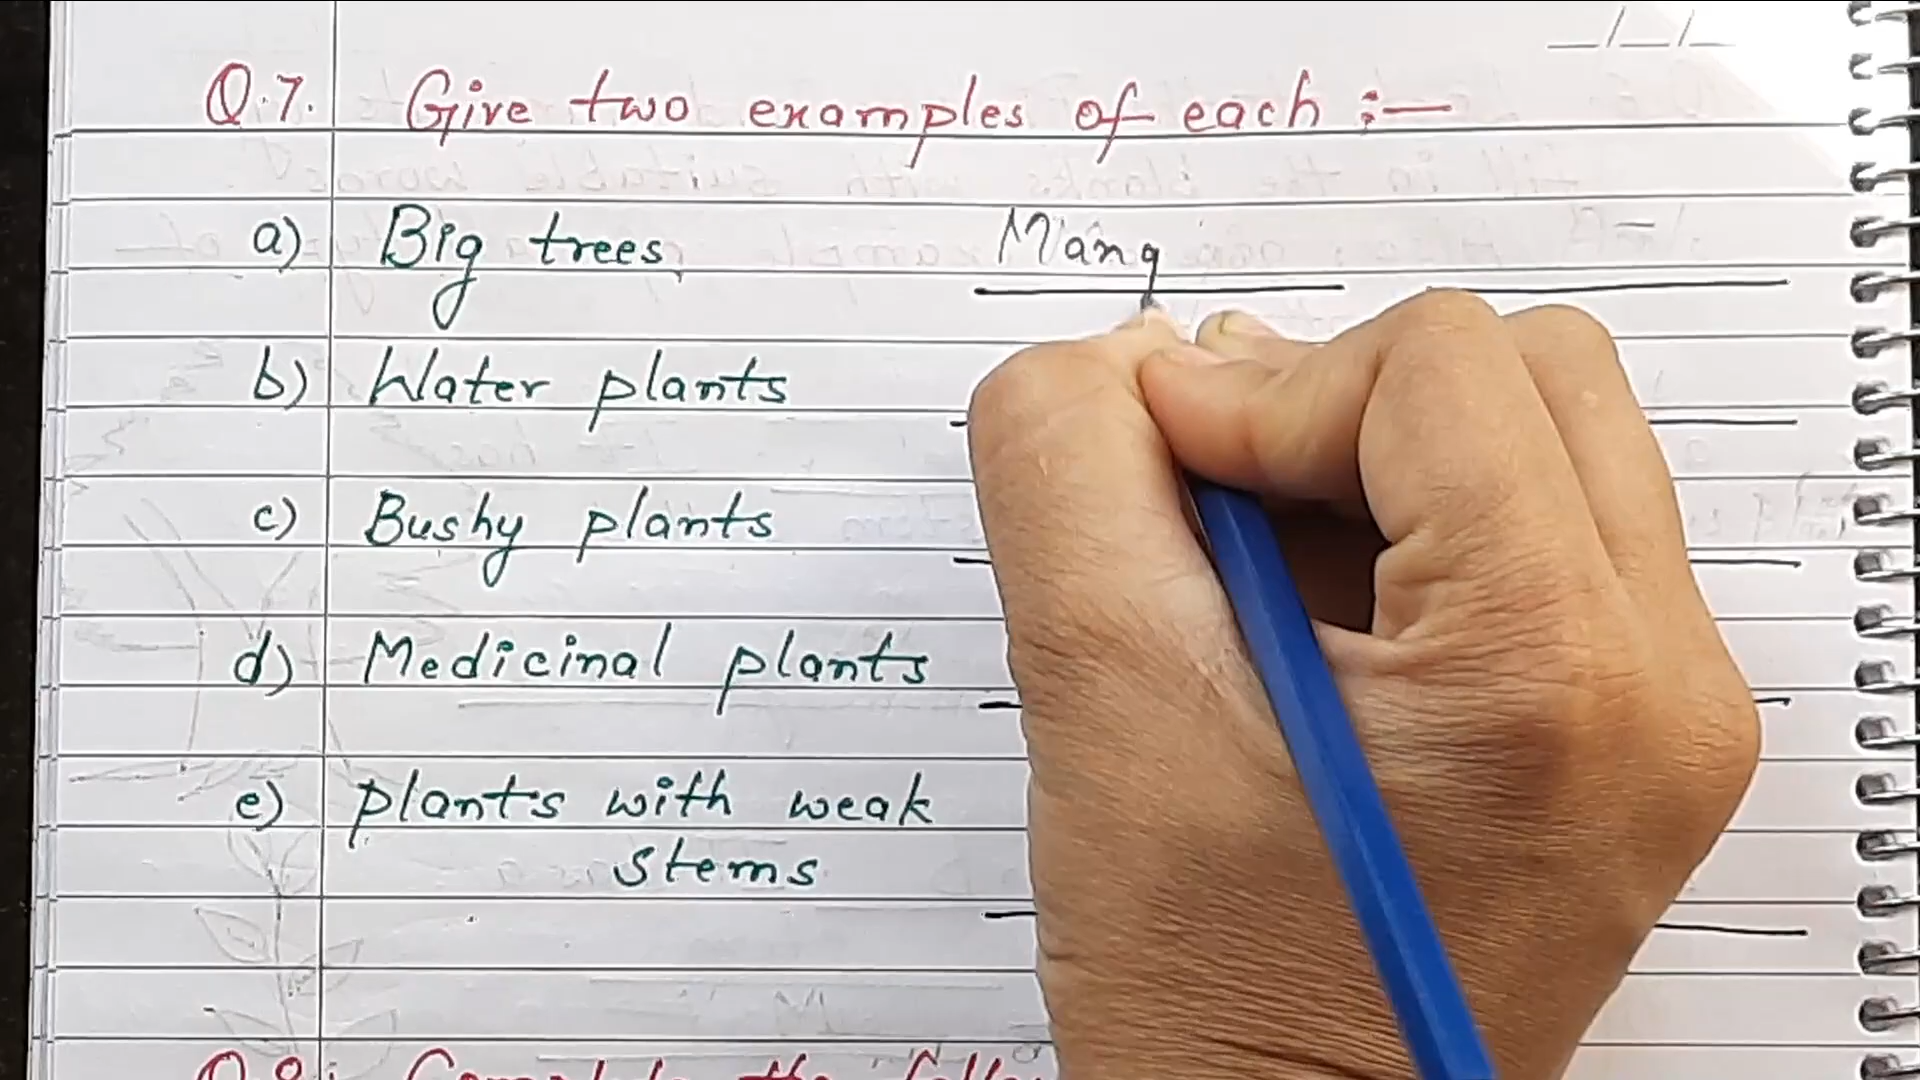 Q.7. Give two examples of each :—
a) Big trees Mang
b) Water plants
c) Bushy plants
d) Medicinal plants
e) plants with weak
stems